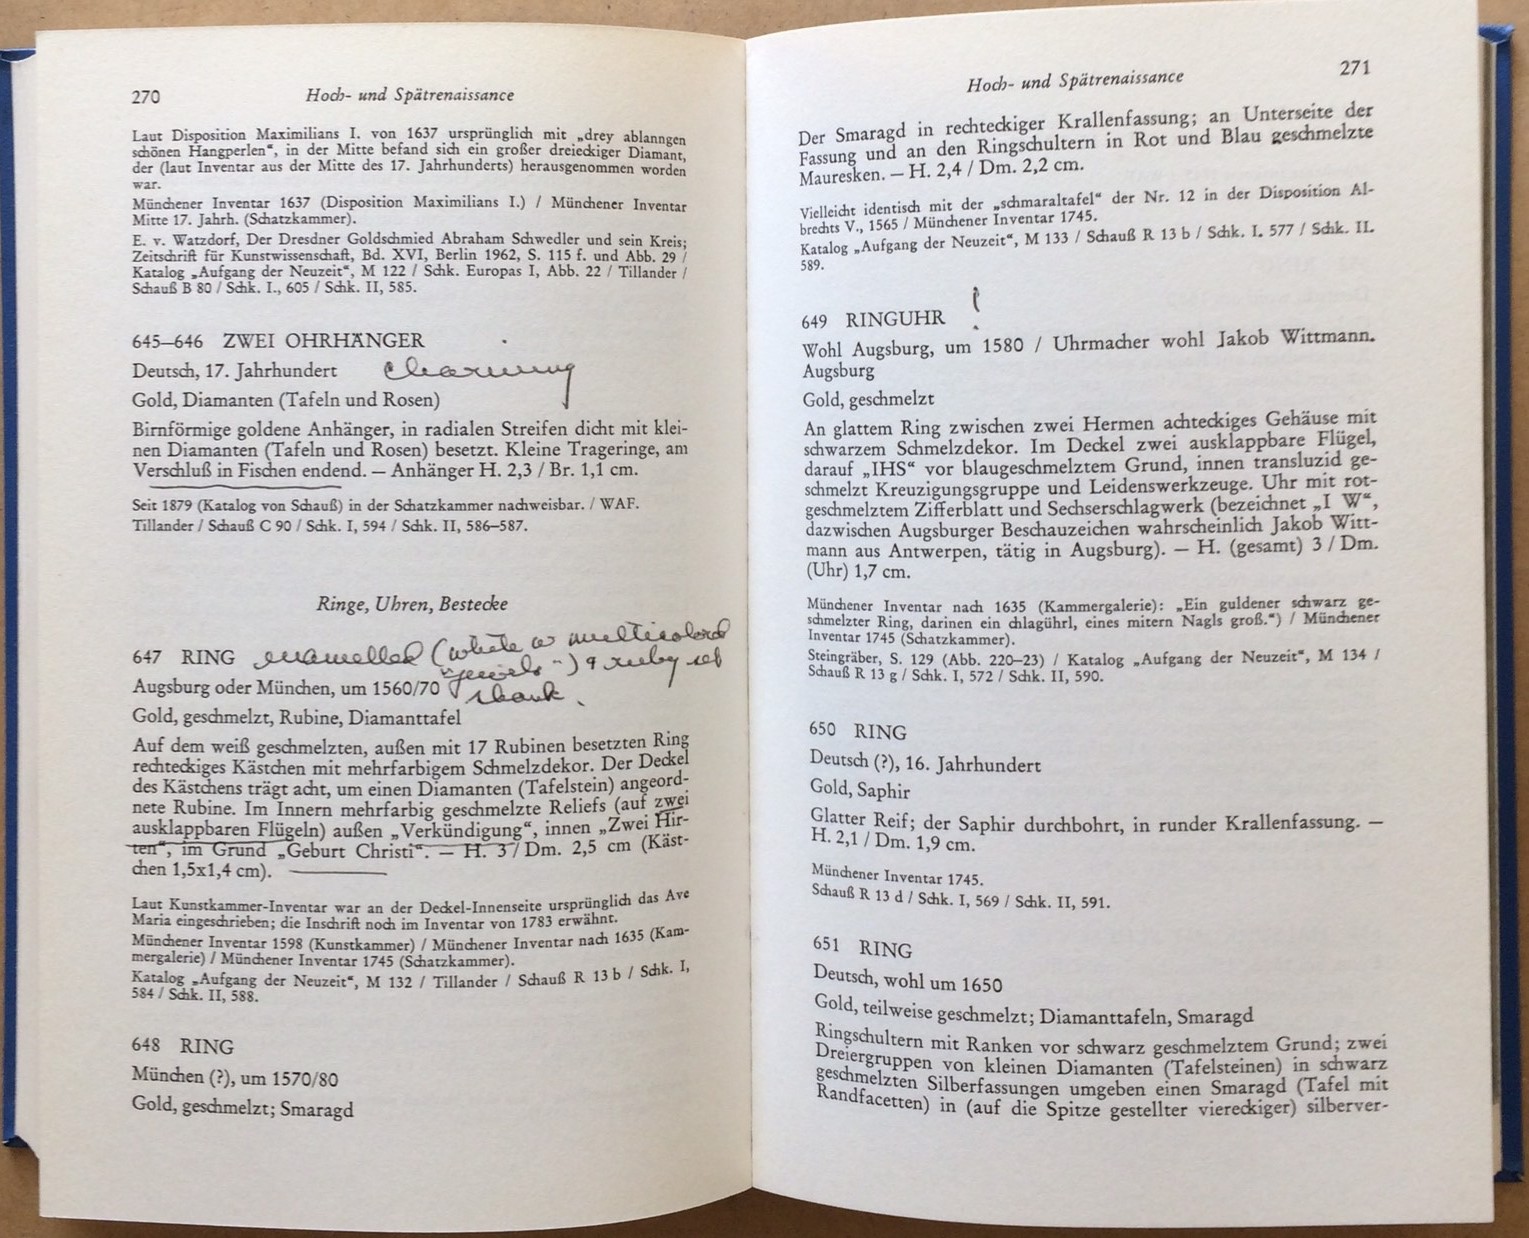 270
Hoch- und Spätrenaissance
Laut Disposition Maximilians I. von 1637 ursprünglich mit „drey ablanngen
schönen Hangperlen“, in der Mitte befand sich ein großer dreieckiger Diamant,
der (laut Inventar aus der Mitte des 17. Jahrhunderts) herausgenommen worden
war.
Münchener Inventar 1637 (Disposition Maximilians I.) / Münchener Inventar
Mitte 17. Jahrh. (Schatzkammer).
E. v. Watzdorf, Der Dresdner Goldschmied Abraham Schwedler und sein Kreis;
Zeitschrift für Kunstwissenschaft, Bd. XVI, Berlin 1962, S. 115 f. und Abb. 29 /
Katalog „Aufgang der Neuzeit“, M 122 / Schk. Europas I, Abb. 22 / Tillander /
Schauß B 80 / Schk. I., 605 / Schk. II, 585.
645–646 ZWEI OHRHÄNGER
Deutsch, 17. Jahrhundert charming
Gold, Diamanten (Tafeln und Rosen)
Birnförmige goldene Anhänger, in radialen Streifen dicht mit klei-
nen Diamanten (Tafeln und Rosen) besetzt. Kleine Trageringe, am
Verschluß in Fischen endend. — Anhänger H. 2,3 / Br. 1,1 cm.
Seit 1879 (Katalog von Schauß) in der Schatzkammer nachweisbar. / WAF.
Tillander / Schauß C 90 / Schk. I, 594 / Schk. II, 586–587.
Ringe, Uhren, Bestecke
647 RING enamelled (white w multicolord
"jewels") & ruby set
Augsburg oder München, um 1560/70 shank.
Gold, geschmelzt, Rubine, Diamanttafel
Auf dem weiß geschmelzten, außen mit 17 Rubinen besetzten Ring
rechteckiges Kästchen mit mehrfarbigem Schmelzdekor. Der Deckel
des Kästchens trägt acht, um einen Diamanten (Tafelstein) angeord-
nete Rubine. Im Innern mehrfarbig geschmelzte Reliefs (auf zwei
ausklappbaren Flügeln) außen „Verkündigung“, innen „Zwei Hir-
ten“, im Grund „Geburt Christi“. — H. 3 / Dm. 2,5 cm (Käst-
chen 1,5x1,4 cm).
Laut Kunstkammer-Inventar war an der Deckel-Innenseite ursprünglich das Ave
Maria eingeschrieben; die Inschrift noch im Inventar von 1783 erwähnt.
Münchener Inventar 1598 (Kunstkammer) / Münchener Inventar nach 1635 (Kam-
mergalerie) / Münchener Inventar 1745 (Schatzkammer).
Katalog „Aufgang der Neuzeit“, M 132 / Tillander / Schauß R 13 b / Schk. I,
584 / Schk. II, 588.
648 RING
München (?), um 1570/80
Gold, geschmelzt; Smaragd
Hoch- und Spätrenaissance
271
Der Smaragd in rechteckiger Krallenfassung; an Unterseite der
Fassung und an den Ringschultern in Rot und Blau geschmelzte
Mauresken. — H. 2,4 / Dm. 2,2 cm.
Vielleicht identisch mit der „schmaraltafel“ der Nr. 12 in der Disposition Al-
brechts V., 1565 / Münchener Inventar 1745.
Katalog „Aufgang der Neuzeit“, M 133 / Schauß R 13 b / Schk. I. 577 / Schk. II.
589.
649 RINGUHR !
Wohl Augsburg, um 1580 / Uhrmacher wohl Jakob Wittmann.
Augsburg
Gold, geschmelzt
An glattem Ring zwischen zwei Hermen achteckiges Gehäuse mit
schwarzem Schmelzdekor. Im Deckel zwei ausklappbare Flügel,
darauf „IHS“ vor blaugeschmelztem Grund, innen transluzid ge-
schmelzt Kreuzigungsgruppe und Leidenswerkzeuge. Uhr mit rot-
geschmelztem Zifferblatt und Sechserschlagwerk (bezeichnet „I W“,
dazwischen Augsburger Beschauzeichen wahrscheinlich Jakob Witt-
mann aus Antwerpen, tätig in Augsburg). — H. (gesamt) 3 / Dm.
(Uhr) 1,7 cm.
Münchener Inventar nach 1635 (Kammergalerie): „Ein guldener schwarz ge-
schmelzter Ring, darinen ein chlagührl, eines mitern Nagls groß.“) / Münchener
Inventar 1745 (Schatzkammer).
Steingräber, S. 129 (Abb. 220–23) / Katalog „Aufgang der Neuzeit“, M 134 /
Schauß R 13 g / Schk. I, 572 / Schk. II, 590.
650 RING
Deutsch (?), 16. Jahrhundert
Gold, Saphir
Glatter Reif; der Saphir durchbohrt, in runder Krallenfassung. —
H. 2,1 / Dm. 1,9 cm.
Münchener Inventar 1745.
Schauß R 13 d / Schk. I, 569 / Schk. II, 591.
651 RING
Deutsch, wohl um 1650
Gold, teilweise geschmelzt; Diamanttafeln, Smaragd
Ringschultern mit Ranken vor schwarz geschmelztem Grund; zwei
Dreiergruppen von kleinen Diamanten (Tafelsteinen) in schwarz
geschmelzten Silberfassungen umgeben einen Smaragd (Tafel mit
Randfacetten) in (auf die Spitze gestellter viereckiger) silberver-